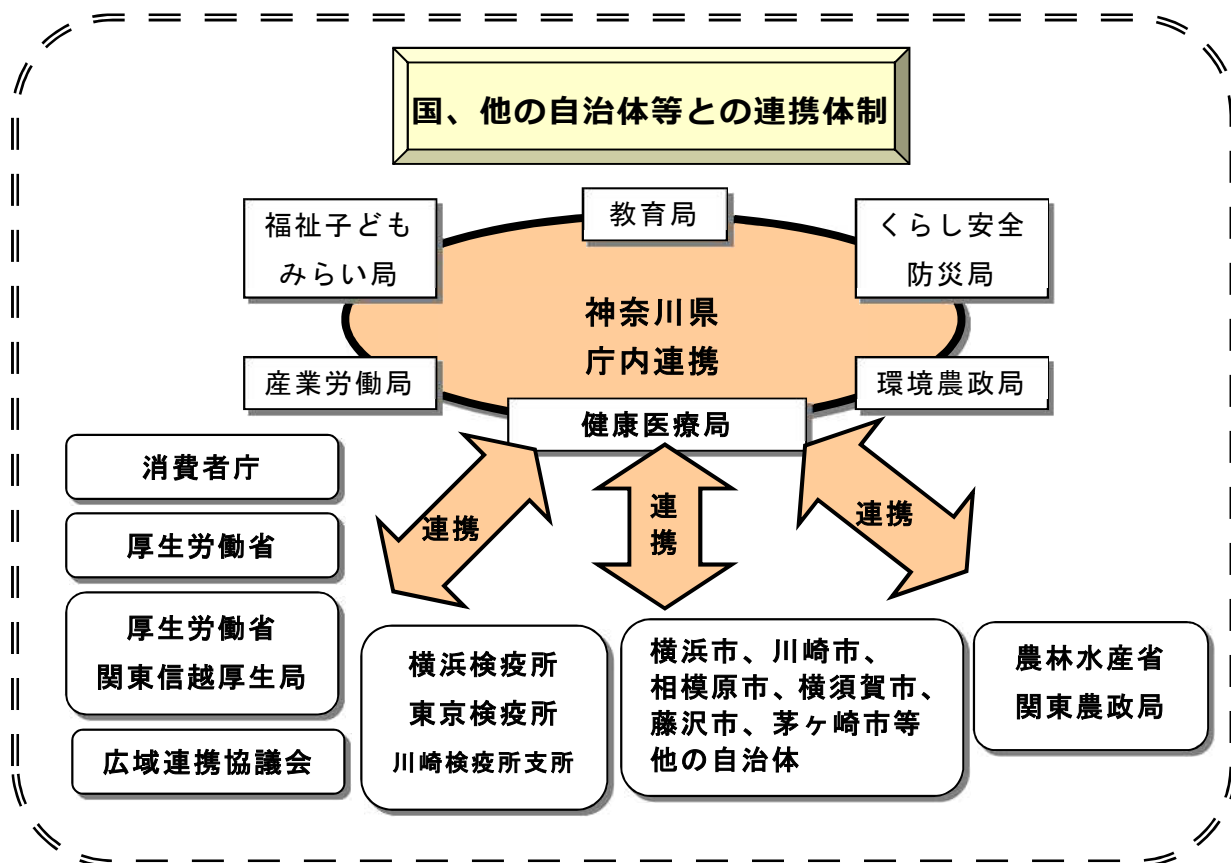 国、他の自治体等との連携体制
福祉子ども
みらい局
教育局
くらし安全
防災局
神奈川県
庁内連携
産業労働局
健康医療局
環境農政局
連携
連
携
連携
消費者庁
厚生労働省
厚生労働省
関東信越厚生局
広域連携協議会
横浜検疫所
東京検疫所
川崎検疫所支所
横浜市、川崎市、
相模原市、横須賀市、
藤沢市、茅ヶ崎市等
他の自治体
農林水産省
関東農政局